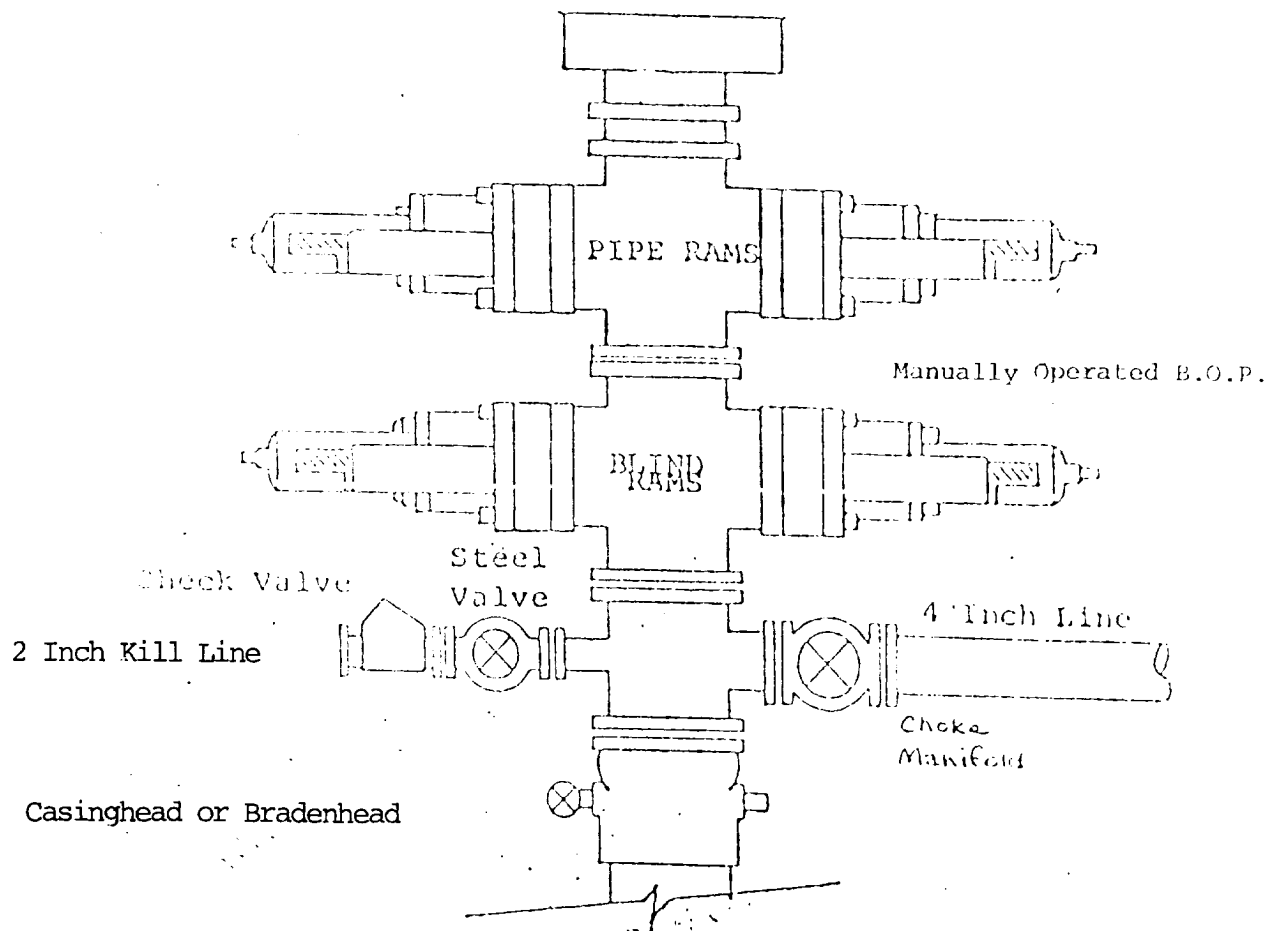 PIPE RAMS
Manually Operated B.O.P.
BLIND
RAMS
Check Valve
Steel
Valve
4 Inch Line
2 Inch Kill Line
Choke
Manifold
Casinghead or Bradenhead